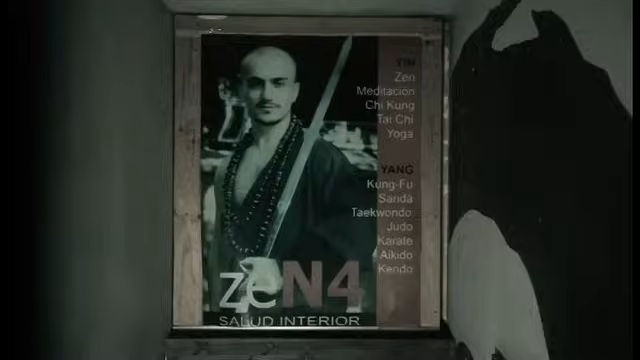 YIN
Zen
Meditación
Chi Kung
Tai Chi
Yoga
YANG
Kung-Fu
Sanda
Taekwondo
Judo
Karate
Aikido
Kendo
zeN4
SALUD INTERIOR